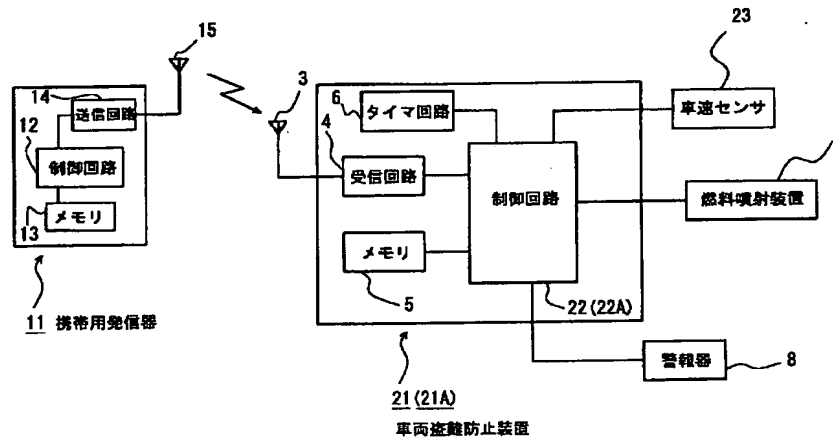 15
23
14
送信回路
3
6
タイマ回路
車速センサ
12
制御回路
4
受信回路
制御回路
燃料噴射装置
メモリ
13
メモリ
5
22(22A)
11 携帯用発信器
警報器
8
21(21A)
車両盗難防止装置